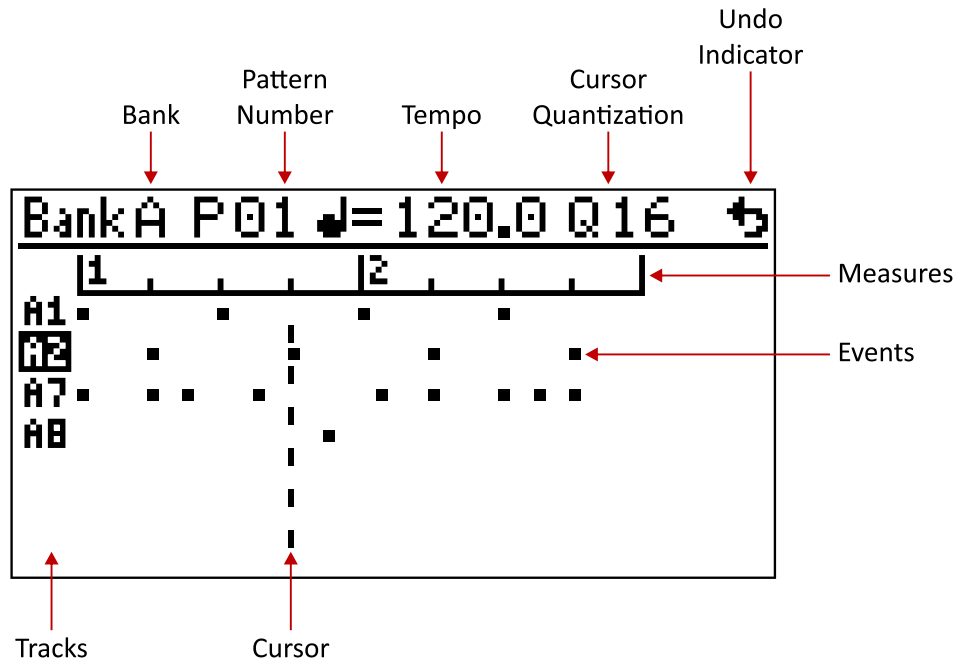 Undo
Indicator
Pattern
Number
Cursor
Quantization
Bank
Tempo
Bank A P01 ♩=120.0 Q16
1 2
Measures
A1
A2
Events
A7
A8
Tracks
Cursor